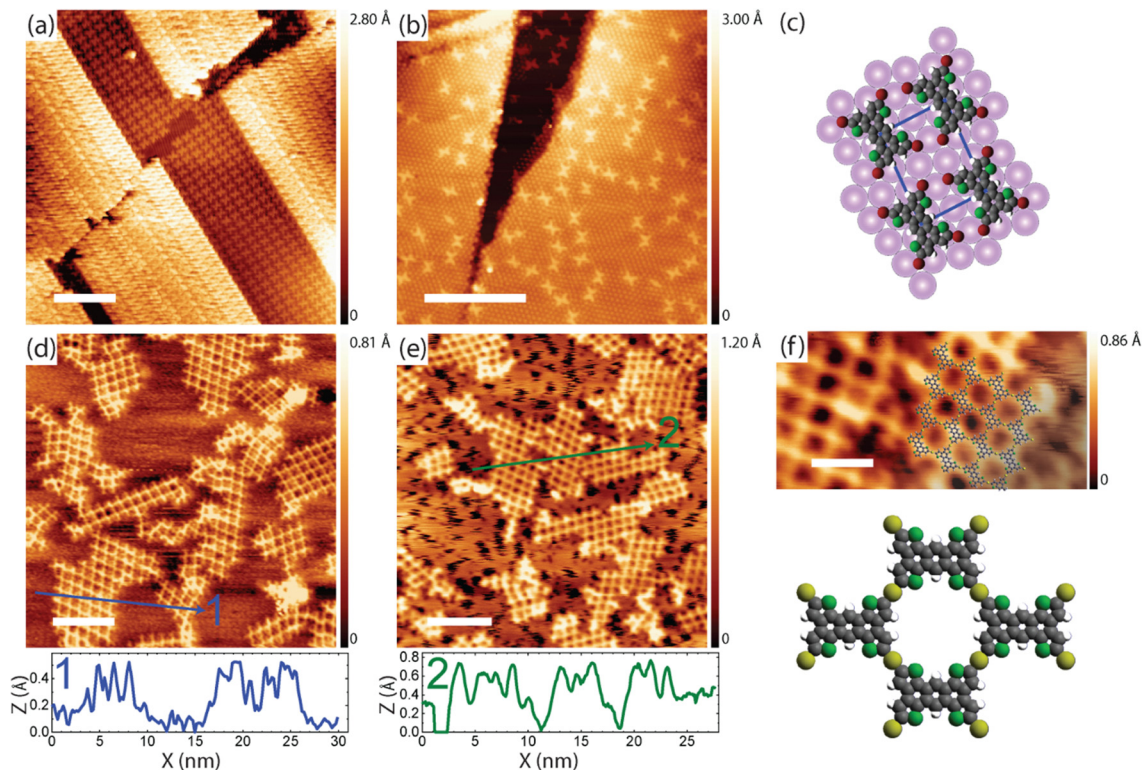 (a)
2.80 Å
0
(b)
3.00 Å
0
(c)
(d)
0.81 Å
0
1
(e)
1.20 Å
0
2
(f)
0.86 Å
0
1
Z (Å)
0.4
0.2
0.0
0 5 10 15 20 25 30
X (nm)
2
Z (Å)
0.8
0.6
0.4
0.2
0.0
0 5 10 15 20 25
X (nm)